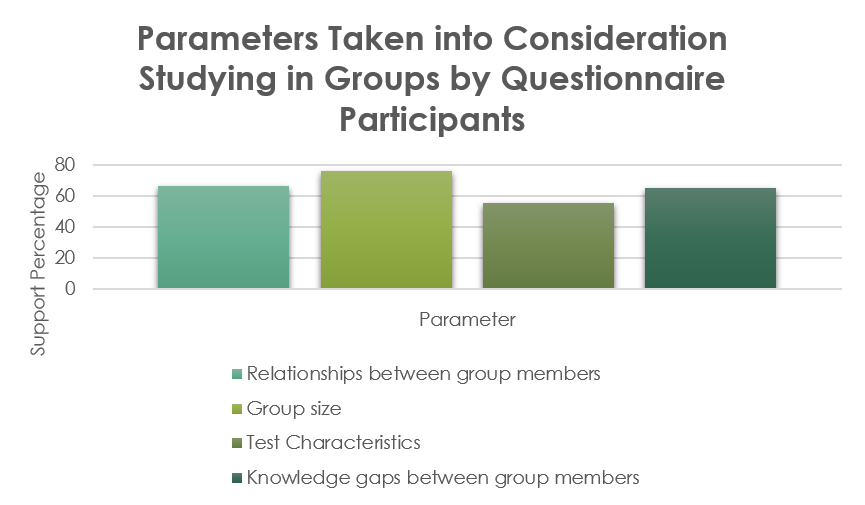 Parameters Taken into Consideration
Studying in Groups by Questionnaire
Participants
Support Percentage
80
60
40
20
0
Parameter
Relationships between group members
Group size
Test Characteristics
Knowledge gaps between group members